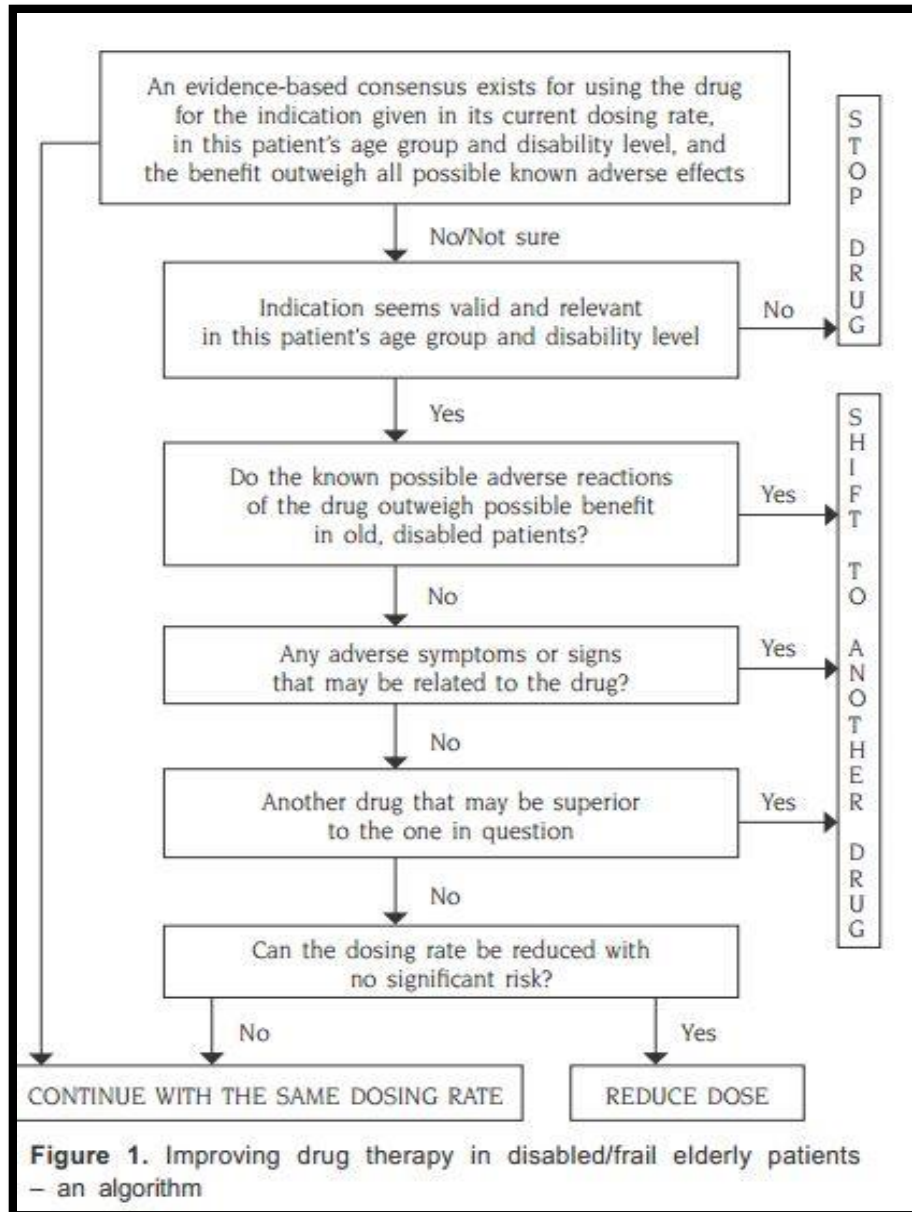 An evidence-based consensus exists for using the drug
for the indication given in its current dosing rate,
in this patient's age group and disability level, and
the benefit outweigh all possible known adverse effects
No/Not sure
Indication seems valid and relevant
in this patient's age group and disability level
No
STOP DRUG
Yes
Do the known possible adverse reactions
of the drug outweigh possible benefit
in old, disabled patients?
Yes
SHIFT TO ANOTHER DRUG
No
Any adverse symptoms or signs
that may be related to the drug?
Yes
No
Another drug that may be superior
to the one in question
Yes
No
Can the dosing rate be reduced with
no significant risk?
No
Yes
CONTINUE WITH THE SAME DOSING RATE
REDUCE DOSE
Figure 1. Improving drug therapy in disabled/frail elderly patients
– an algorithm